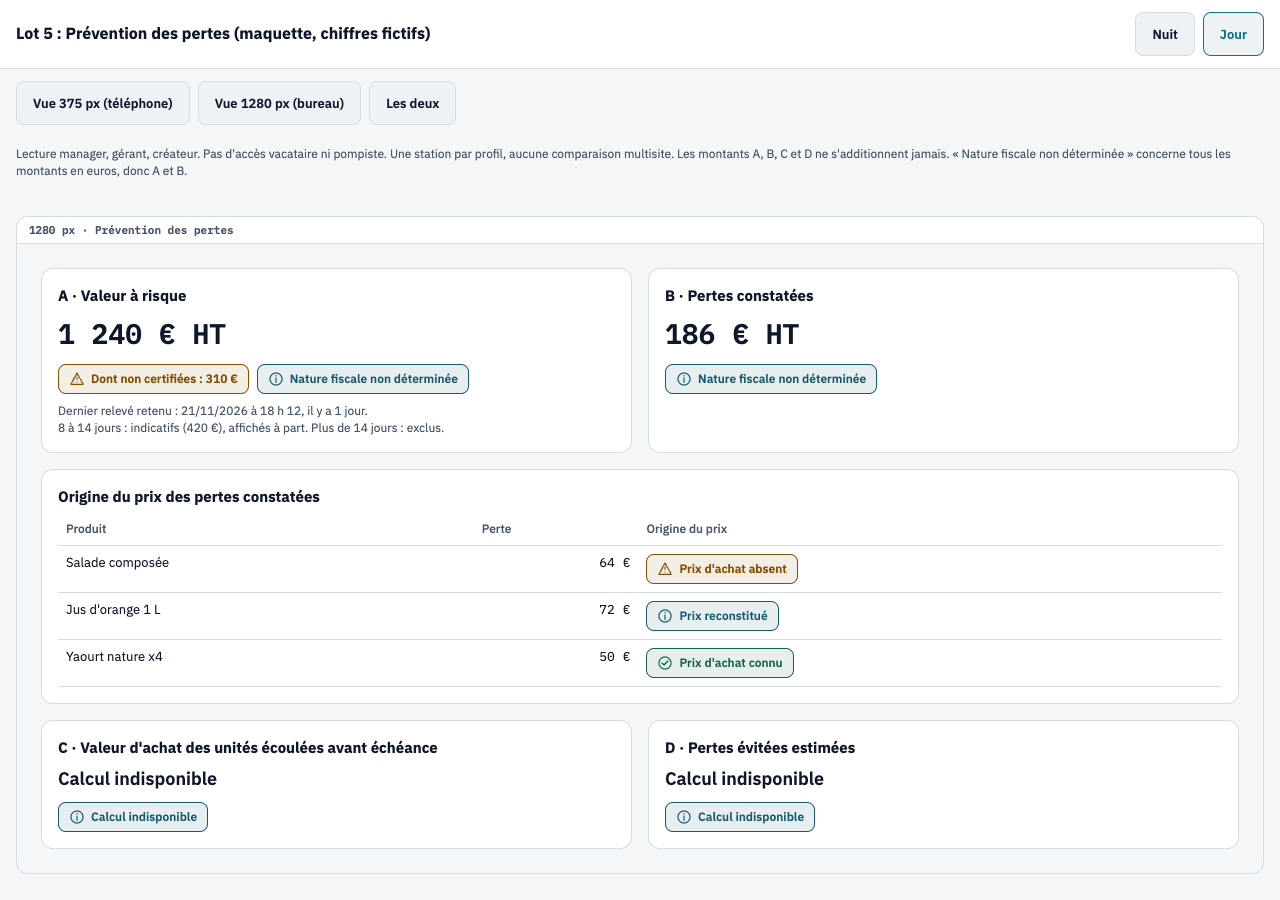 Lot 5 : Prévention des pertes (maquette, chiffres fictifs)
Nuit
Jour
Vue 375 px (téléphone)
Vue 1280 px (bureau)
Les deux
Lecture manager, gérant, créateur. Pas d'accès vacataire ni pompiste. Une station par profil, aucune comparaison multisite. Les montants A, B, C et D ne s'additionnent jamais. « Nature fiscale non déterminée » concerne tous les
montants en euros, donc A et B.
1280 px · Prévention des pertes
A · Valeur à risque
1 240 € HT
Dont non certifiées : 310 €
Nature fiscale non déterminée
Dernier relevé retenu : 21/11/2026 à 18 h 12, il y a 1 jour.
8 à 14 jours : indicatifs (420 €), affichés à part. Plus de 14 jours : exclus.
B · Pertes constatées
186 € HT
Nature fiscale non déterminée
Origine du prix des pertes constatées
Produit Perte Origine du prix
Salade composée 64 € Prix d'achat absent
Jus d'orange 1 L 72 € Prix reconstitué
Yaourt nature x4 50 € Prix d'achat connu
C · Valeur d'achat des unités écoulées avant échéance
Calcul indisponible
Calcul indisponible
D · Pertes évitées estimées
Calcul indisponible
Calcul indisponible